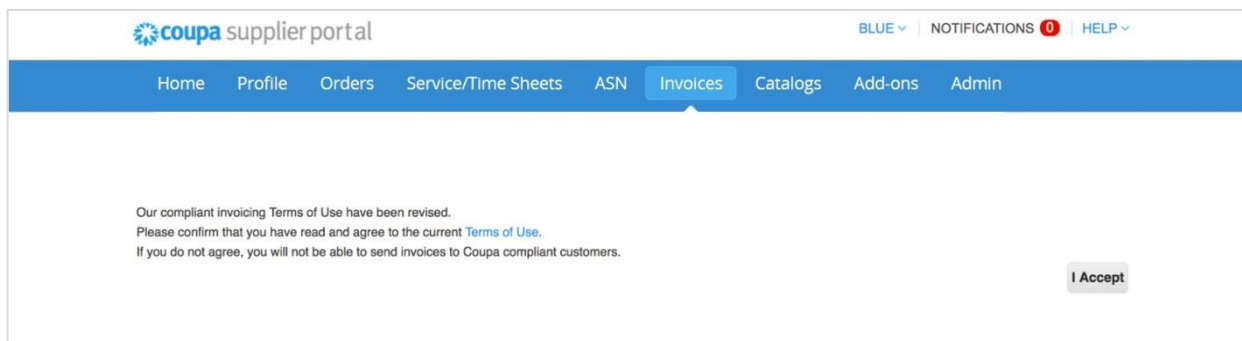 coupa supplier portal
BLUE NOTIFICATIONS 0 HELP
Home Profile Orders Service/Time Sheets ASN Invoices Catalogs Add-ons Admin
Our compliant invoicing Terms of Use have been revised.
Please confirm that you have read and agree to the current Terms of Use.
If you do not agree, you will not be able to send invoices to Coupa compliant customers.
I Accept